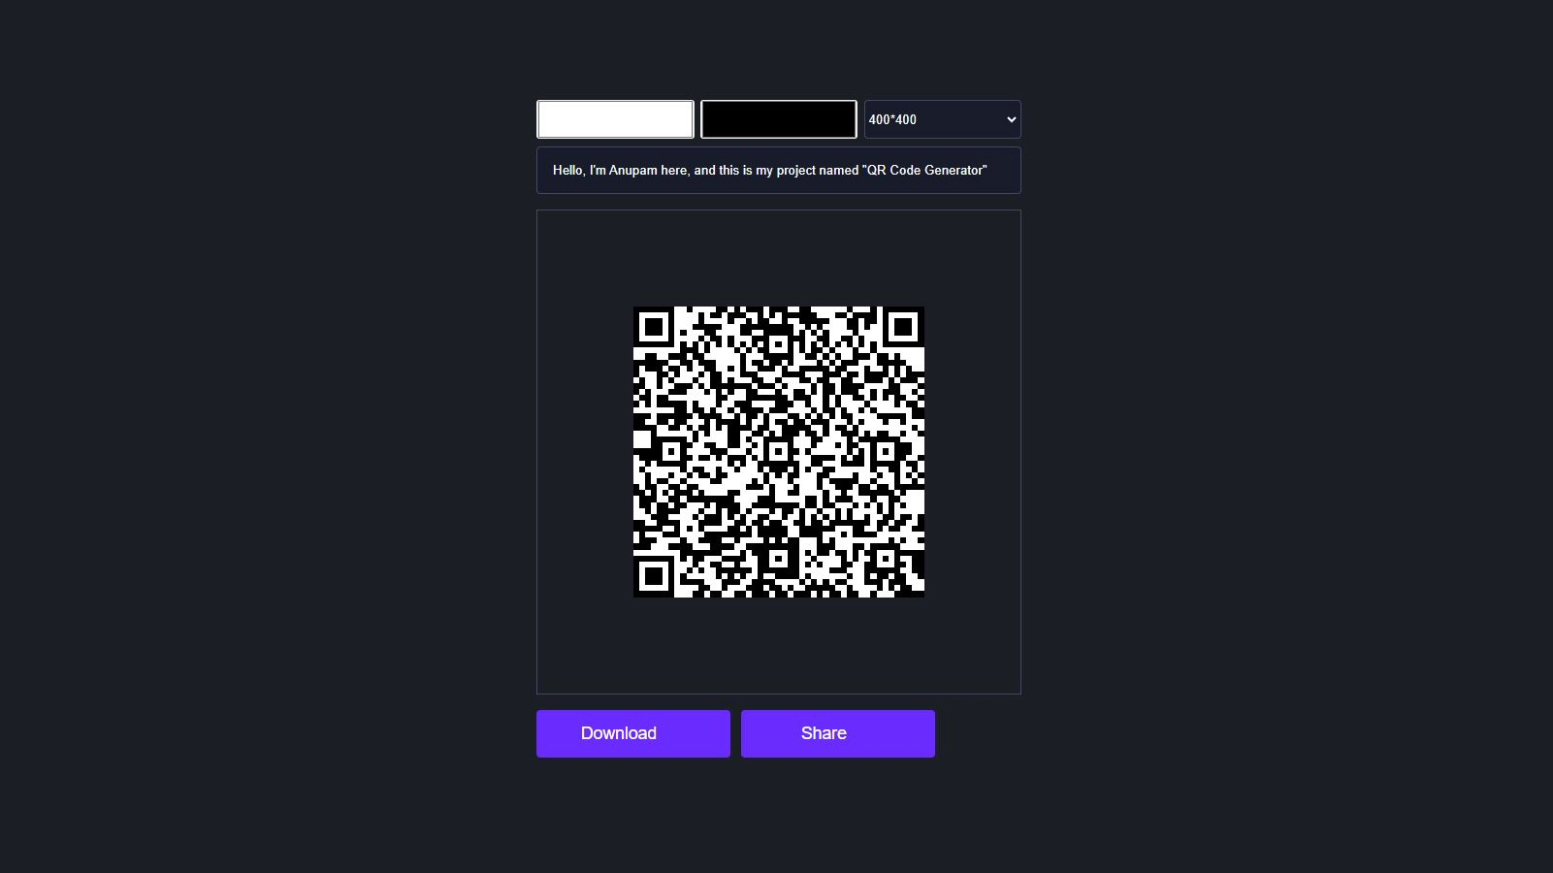 400*400
Hello, I'm Anupam here, and this is my project named "QR Code Generator"
Download
Share